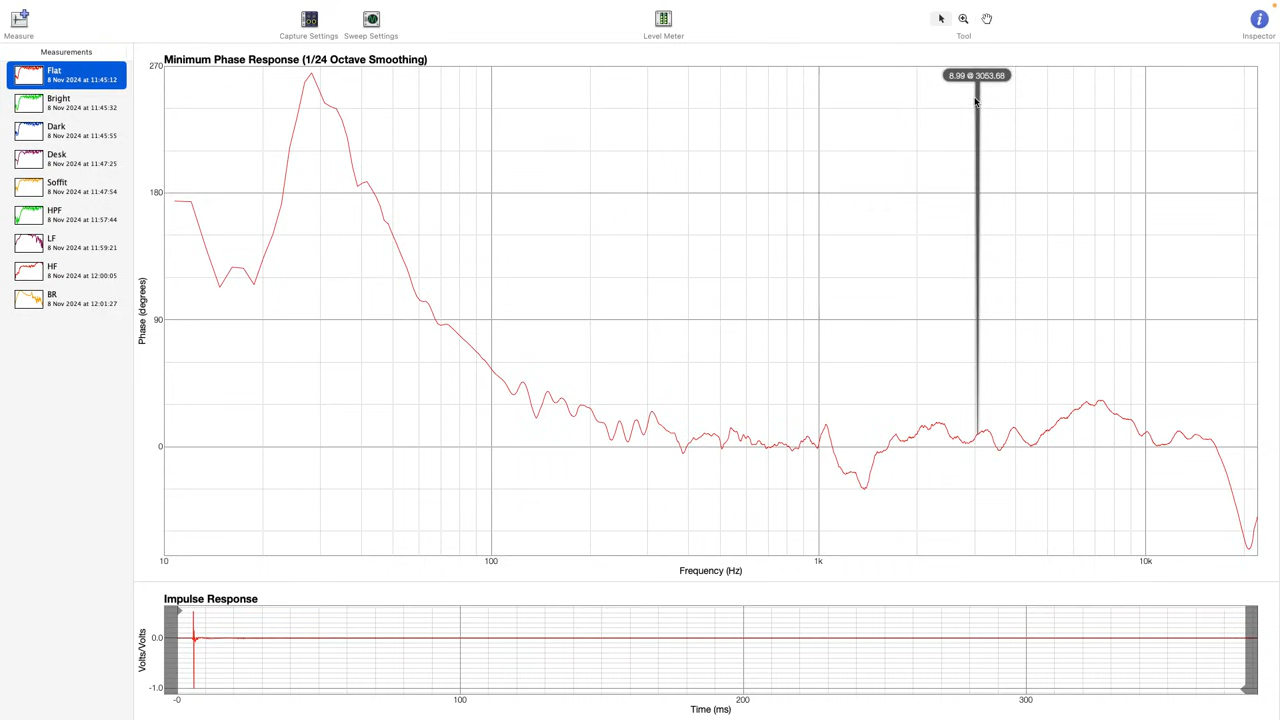 Measure
Capture Settings
Sweep Settings
Level Meter
Tool
Inspector
Measurements
Flat
8 Nov 2024 at 11:45:12
Bright
8 Nov 2024 at 11:45:32
Dark
8 Nov 2024 at 11:45:55
Desk
8 Nov 2024 at 11:47:25
Soffit
8 Nov 2024 at 11:47:54
HPF
8 Nov 2024 at 11:57:44
LF
8 Nov 2024 at 11:59:21
HF
8 Nov 2024 at 12:00:05
BR
8 Nov 2024 at 12:01:27
Minimum Phase Response (1/24 Octave Smoothing)
270
8.99 @ 3053.68
180
Phase (degrees)
90
0
10
100
1k
10k
Frequency (Hz)
Impulse Response
Volts/Volts
0.0
-1.0
-0
100
200
300
Time (ms)